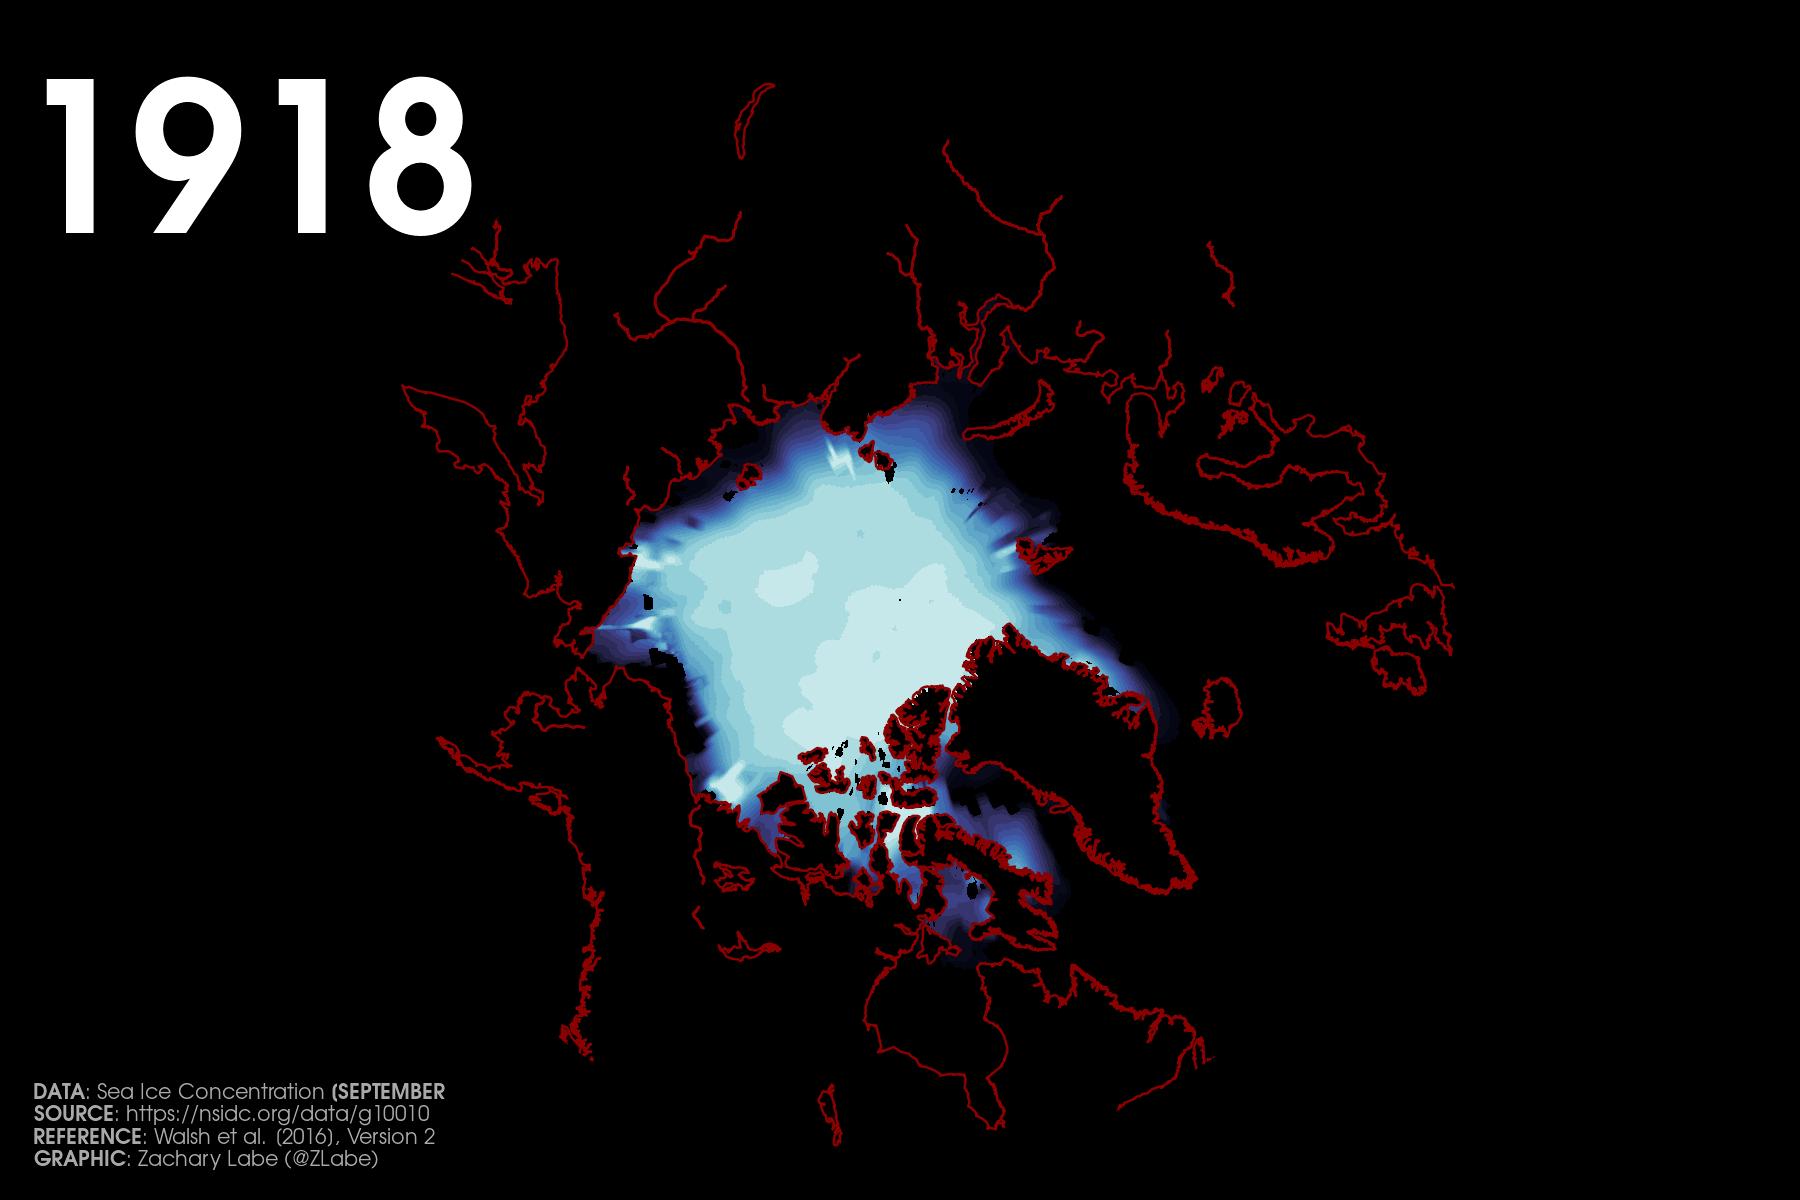 1918
DATA: Sea Ice Concentration (SEPTEMBER
SOURCE: https://nsidc.org/data/g10010
REFERENCE: Walsh et al. (2016), Version 2
GRAPHIC: Zachary Labe (@ZLabe)